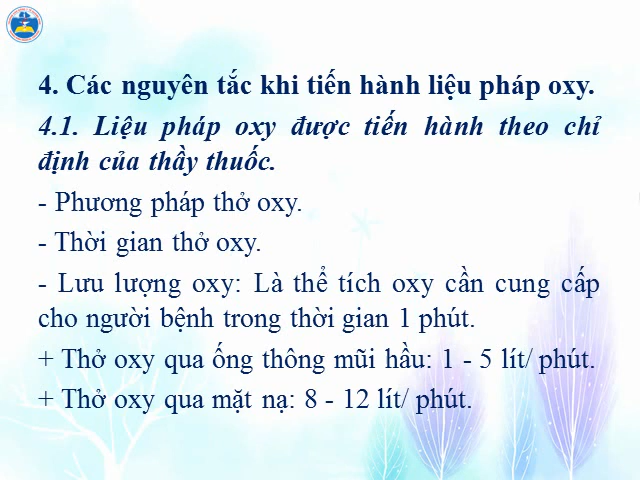 4. Các nguyên tắc khi tiến hành liệu pháp oxy.
4.1. Liệu pháp oxy được tiến hành theo chỉ
định của thầy thuốc.
- Phương pháp thở oxy.
- Thời gian thở oxy.
- Lưu lượng oxy: Là thể tích oxy cần cung cấp
cho người bệnh trong thời gian 1 phút.
+ Thở oxy qua ống thông mũi hầu: 1 - 5 lít/ phút.
+ Thở oxy qua mặt nạ: 8 - 12 lít/ phút.